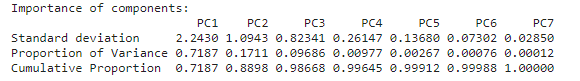 Importance of components:
PC1 PC2 PC3 PC4 PC5 PC6 PC7
Standard deviation 2.2430 1.0943 0.82341 0.26147 0.13680 0.07302 0.02850
Proportion of Variance 0.7187 0.1711 0.09686 0.00977 0.00267 0.00076 0.00012
Cumulative Proportion 0.7187 0.8898 0.98668 0.99645 0.99912 0.99988 1.00000